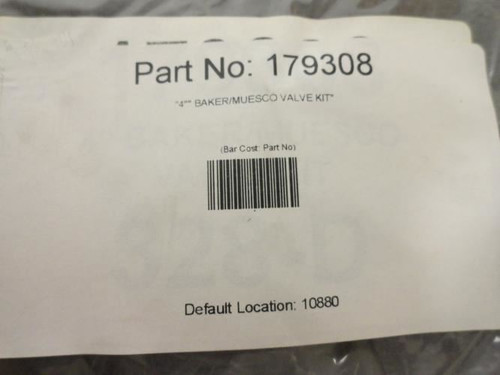 Part No: 179308
"4"" BAKER/MUESCO VALVE KIT"
(Bar Cost: Part No)
Default Location: 10880